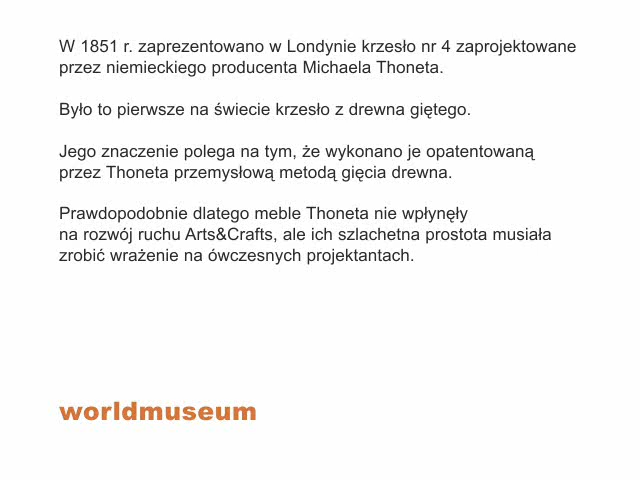 W 1851 r. zaprezentowano w Londynie krzesło nr 4 zaprojektowane
przez niemieckiego producenta Michaela Thoneta.
Było to pierwsze na świecie krzesło z drewna giętego.
Jego znaczenie polega na tym, że wykonano je opatentowaną
przez Thoneta przemysłową metodą gięcia drewna.
Prawdopodobnie dlatego meble Thoneta nie wpłynęły
na rozwój ruchu Arts&Crafts, ale ich szlachetna prostota musiała
zrobić wrażenie na ówczesnych projektantach.
worldmuseum